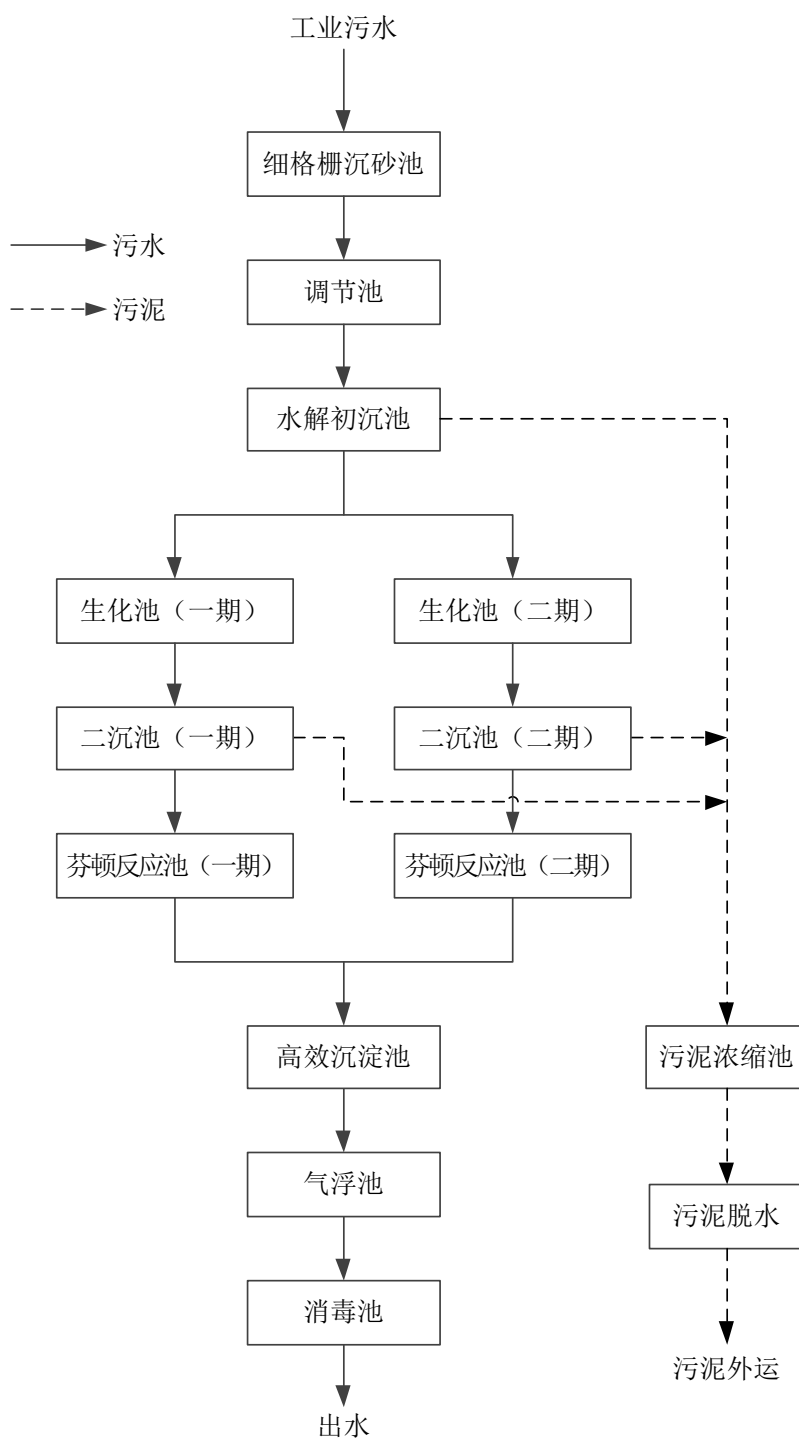 工业污水
细格栅沉砂池
污水
调节池
污泥
水解初沉池
生化池（一期）
生化池（二期）
二沉池（一期）
二沉池（二期）
芬顿反应池（一期）
芬顿反应池（二期）
高效沉淀池
污泥浓缩池
气浮池
污泥脱水
消毒池
污泥外运
出水